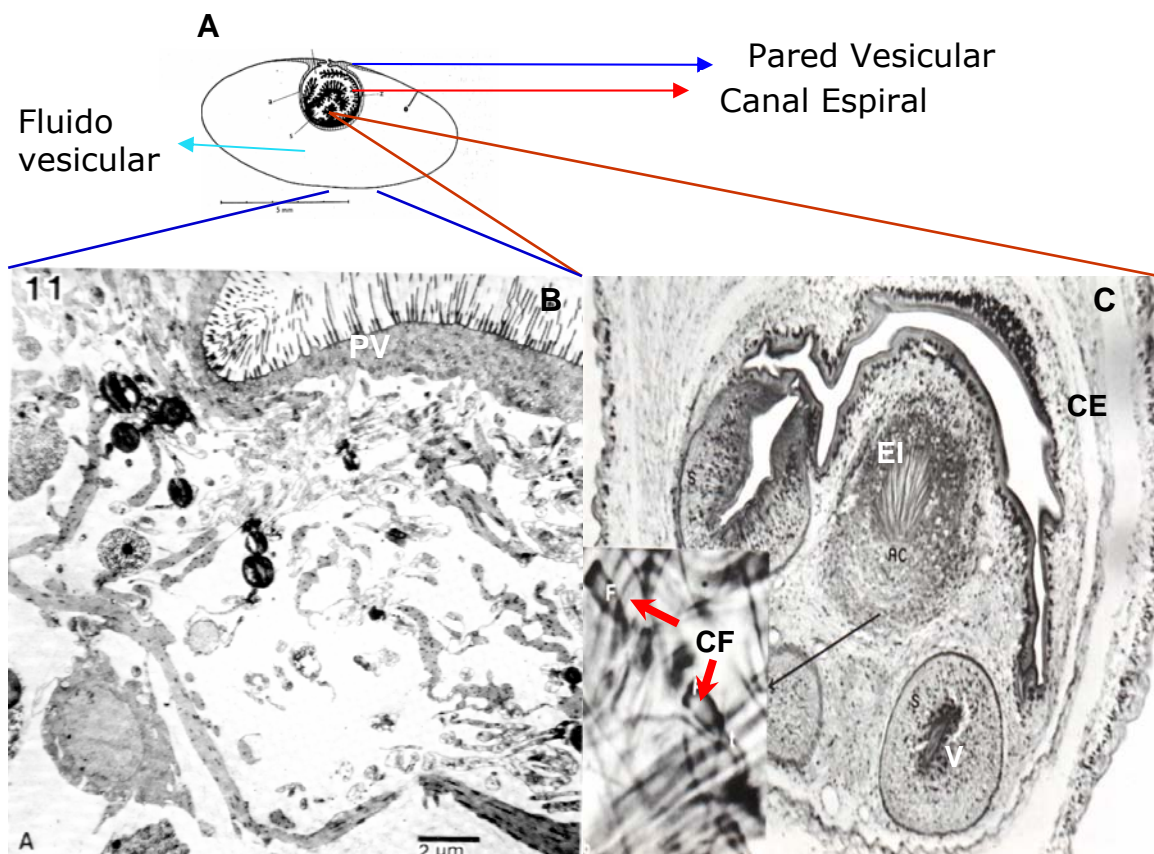 A
Pared Vesicular
Canal Espiral
Fluido
vesicular
5 mm
11
B
PV
C
CE
EI
S
AC
F
CF
S
V
A
2 µm